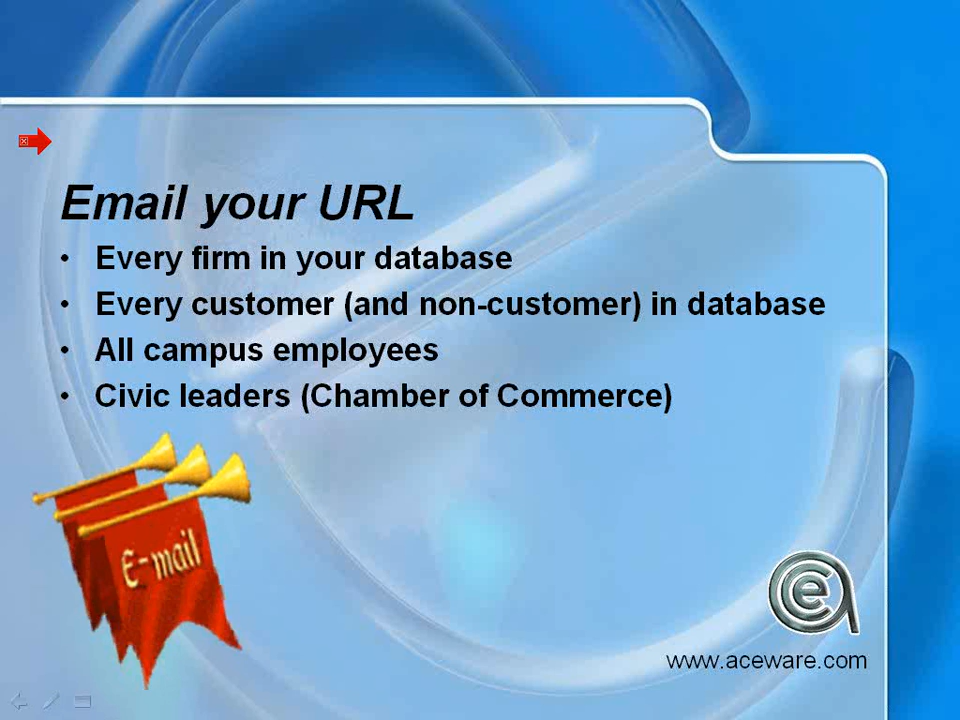 Email your URL
• Every firm in your database
• Every customer (and non-customer) in database
• All campus employees
• Civic leaders (Chamber of Commerce)
E-mail
ace
www.aceware.com